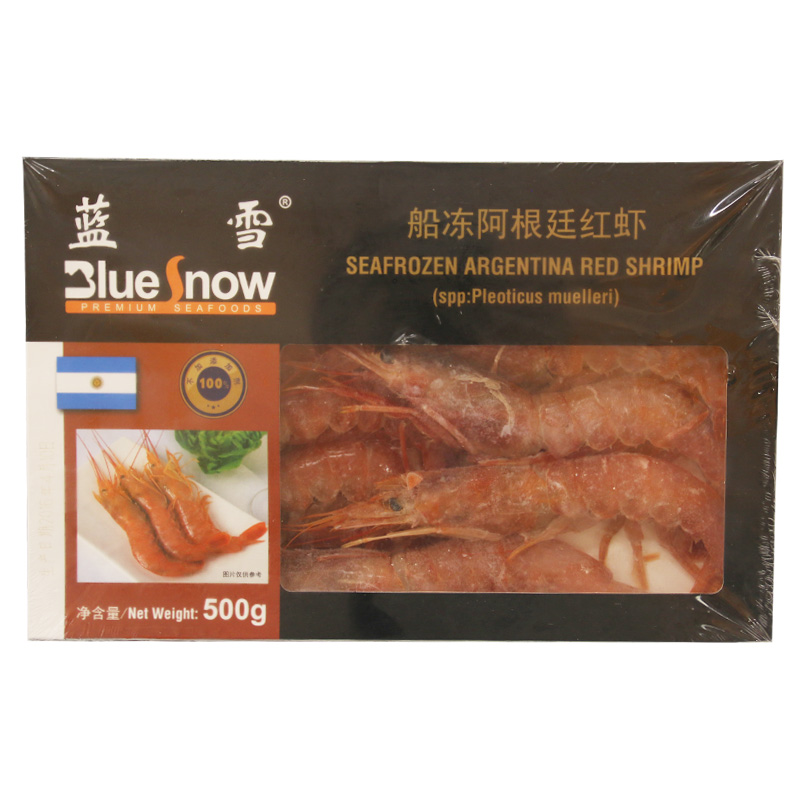 蓝 雪®
Blue Snow
PREMIUM SEAFOODS
船冻阿根廷红虾
SEAFROZEN ARGENTINA RED SHRIMP
(spp:Pleoticus muelleri)
100%
图片仅供参考
净含量/Net Weight: 500g